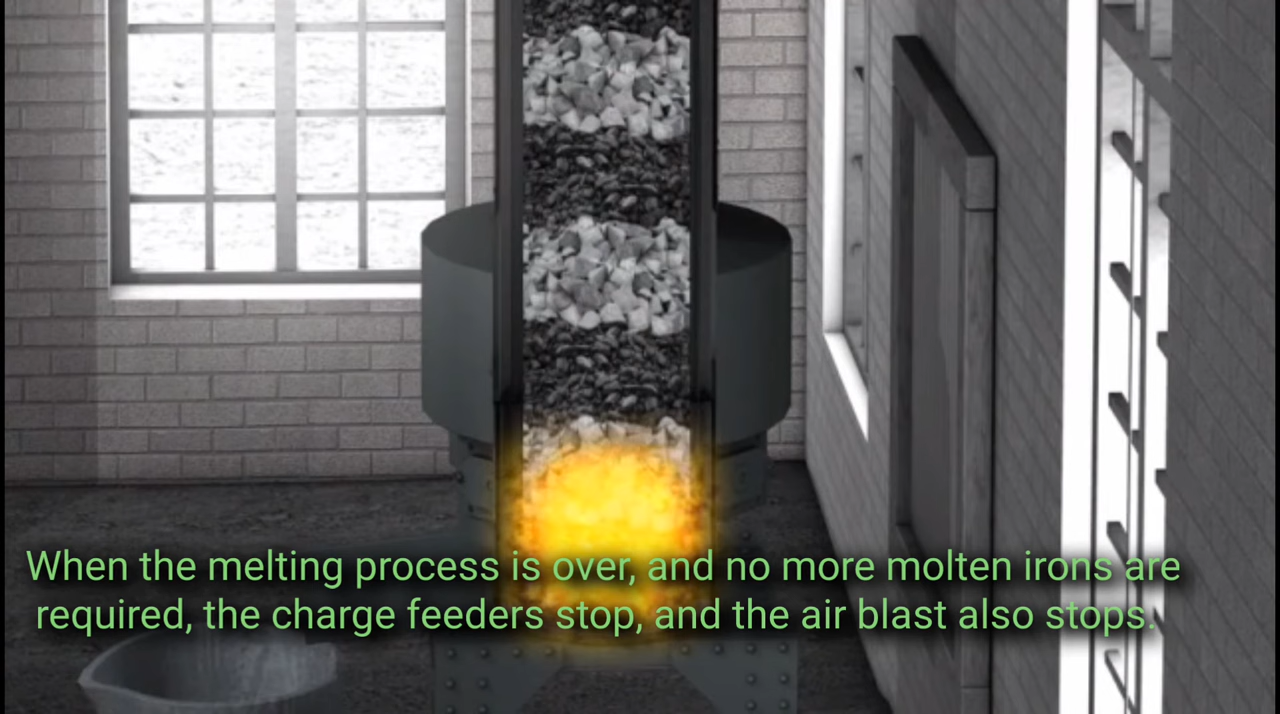 When the melting process is over, and no more molten irons are
required, the charge feeders stop, and the air blast also stops.